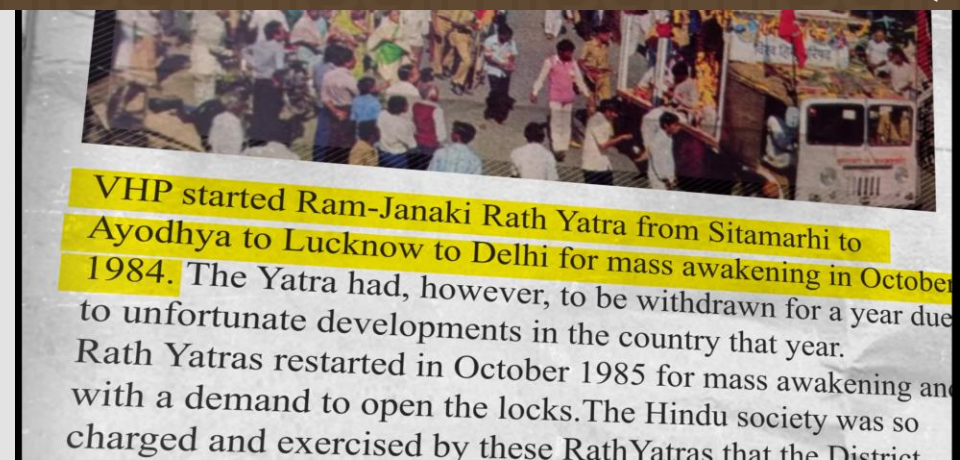 VHP started Ram-Janaki Rath Yatra from Sitamarhi to
Ayodhya to Lucknow to Delhi for mass awakening in October
1984. The Yatra had, however, to be withdrawn for a year due
to unfortunate developments in the country that year.
Rath Yatras restarted in October 1985 for mass awakening and
with a demand to open the locks.The Hindu society was so
charged and exercised by these RathYatras that the District